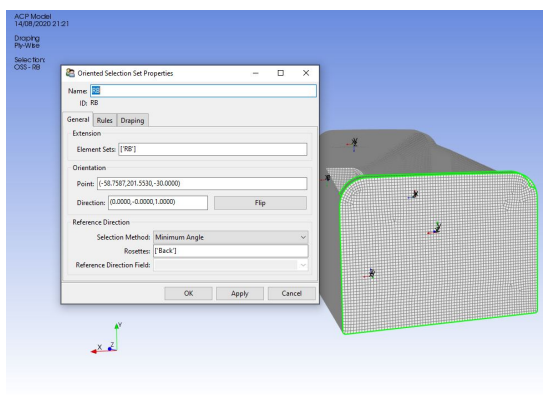 ACP Model
14/08/2020 21:21
Draping
Ply-Wise
Selection:
OSS - RB
Oriented Selection Set Properties
Name: RB
ID: RB
General Rules Draping
Extension
Element Sets: ['RB']
Orientation
Point: (-58.7587,201.5530,-30.0000)
Direction: (0.0000,-0.0000,1.0000) Flip
Reference Direction
Selection Method: Minimum Angle
Rosettes: ['Back']
Reference Direction Field:
OK Apply Cancel
Y
X Z